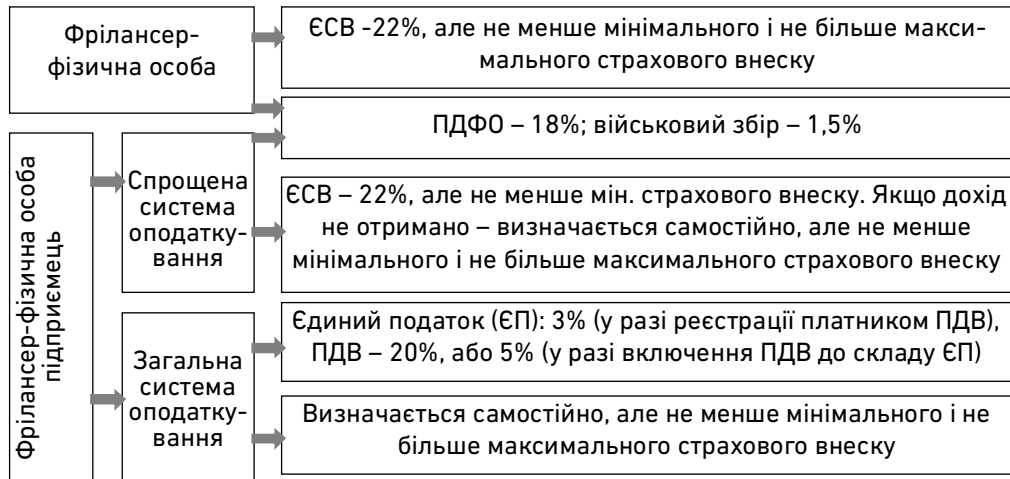 Фрілансер-
фізична особа
ЄСВ -22%, але не менше мінімального і не більше макси-
мального страхового внеску
ПДФО – 18%; військовий збір – 1,5%
Фрілансер-фізична особа
підприємець
Спрощена
система
оподатку-
вання
ЄСВ – 22%, але не менше мін. страхового внеску. Якщо дохід
не отримано – визначається самостійно, але не менше
мінімального і не більше максимального страхового внеску
Загальна
система
оподатку-
вання
Єдиний податок (ЄП): 3% (у разі реєстрації платником ПДВ),
ПДВ – 20%, або 5% (у разі включення ПДВ до складу ЄП)
Визначається самостійно, але не менше мінімального і не
більше максимального страхового внеску